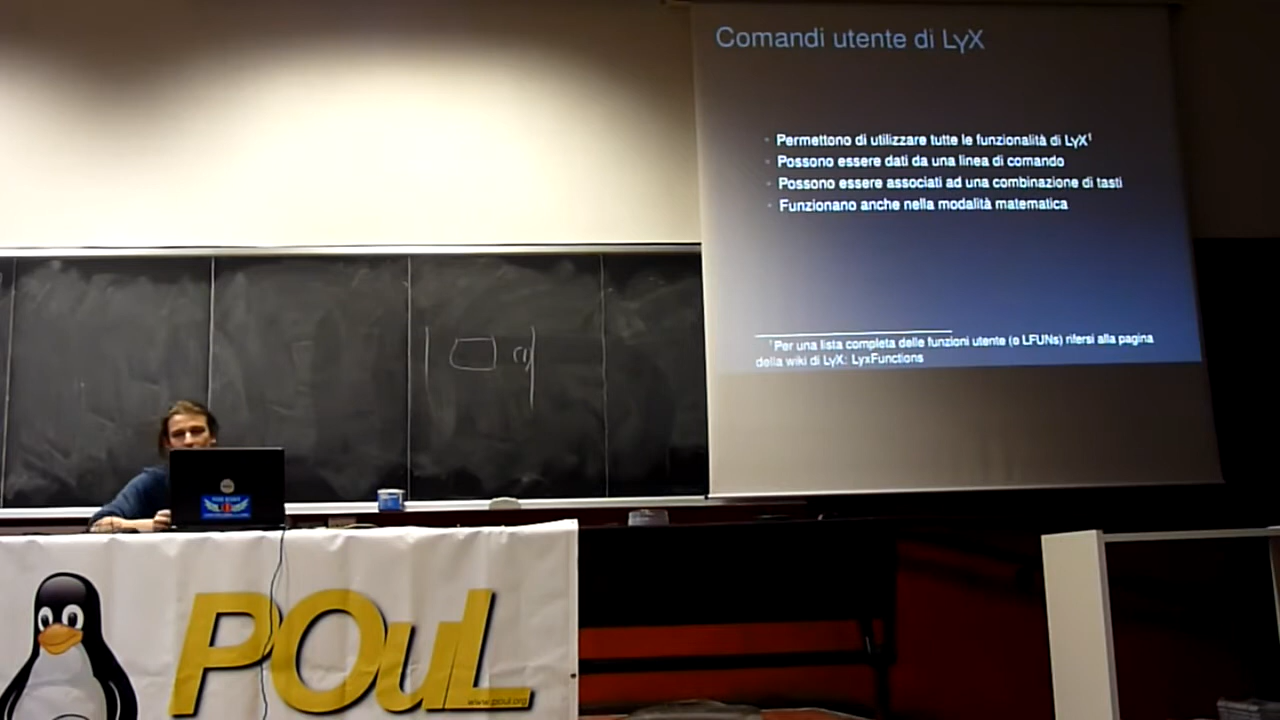 Comandi utente di LyX
Permettono di utilizzare tutte le funzionalità di LyX¹
Possono essere dati da una linea di comando
Possono essere associati ad una combinazione di tasti
Funzionano anche nella modalità matematica
¹Per una lista completa delle funzioni utente (o LFUNs) rifersi alla pagina
della wiki di LyX: LyxFunctions
POuL
www.poul.org